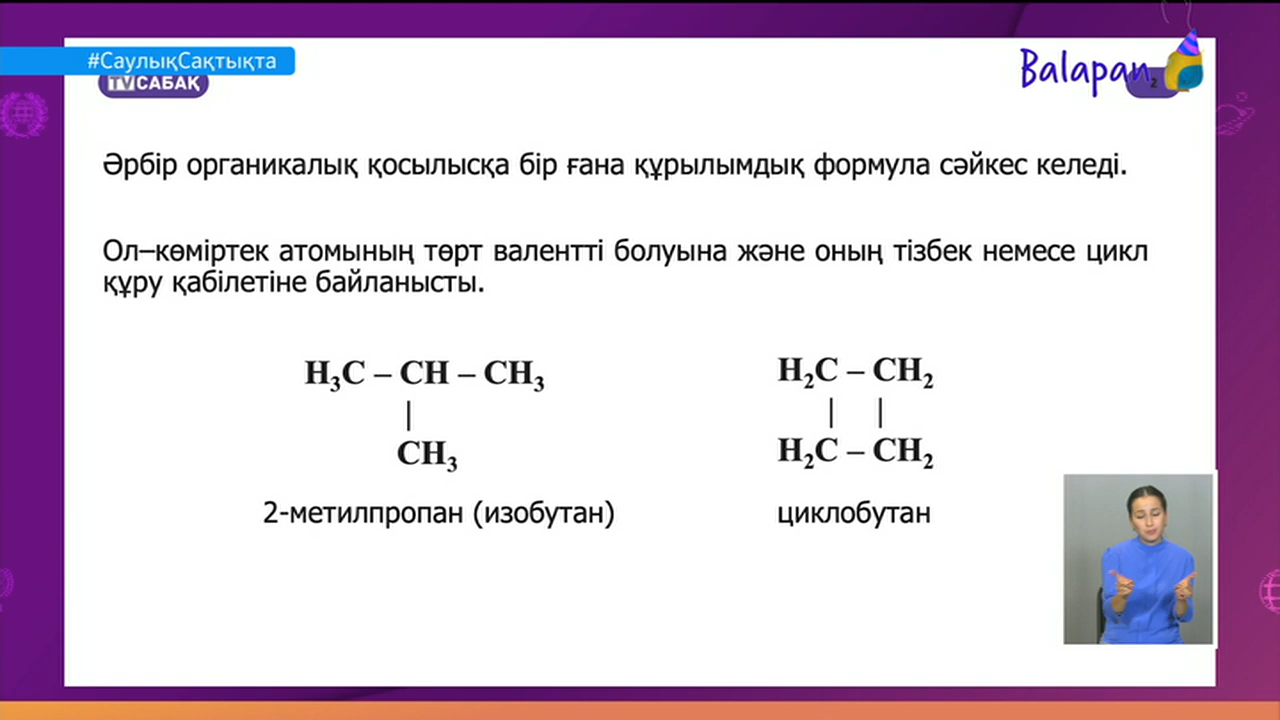 #СаулықСақтықта
TVСАБАҚ
Balapan
2
Әрбір органикалық қосылысқа бір ғана құрылымдық формула сәйкес келеді.
Ол–көміртек атомының төрт валентті болуына және оның тізбек немесе цикл
құру қабілетіне байланысты.
H₃C – CH – CH₃
|
CH₃
2-метилпропан (изобутан)
H₂C – CH₂
| |
H₂C – CH₂
циклобутан